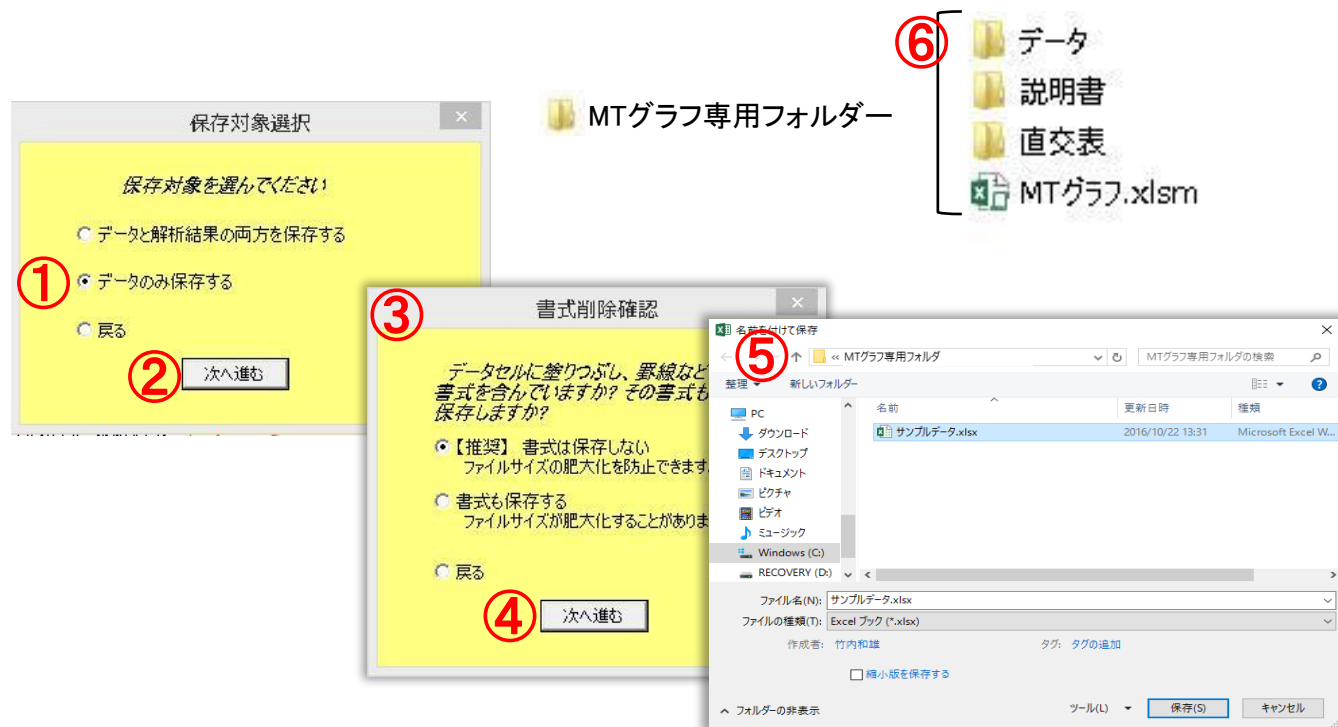 ⑥
データ
説明書
直交表
MTグラフ.xlsm
MTグラフ専用フォルダー
保存対象選択
保存対象を選んでください
データと解析結果の両方を保存する
①
データのみ保存する
戻る
②
次へ進む
③
書式削除確認
データセルに塗りつぶし、罫線など
書式を含んでいますか? その書式も
保存しますか?
【推奨】 書式は保存しない
ファイルサイズの肥大化を防止できます
書式も保存する
ファイルサイズが肥大化することがありま
戻る
④
次へ進む
名前を付けて保存
⑤
« MTグラフ専用フォルダ
MTグラフ専用フォルダの検索
整理
新しいフォルダー
PC
ダウンロード
デスクトップ
ドキュメント
ピクチャ
ビデオ
ミュージック
Windows (C:)
RECOVERY (D:)
名前 更新日時 種類
サンプルデータ.xlsx 2016/10/22 13:31 Microsoft Excel W...
ファイル名(N): サンプルデータ.xlsx
ファイルの種類(T): Excel ブック (*.xlsx)
作成者: 竹内和雄 タグ: タグの追加
縮小版を保存する
フォルダーの非表示 ツール(L) 保存(S) キャンセル